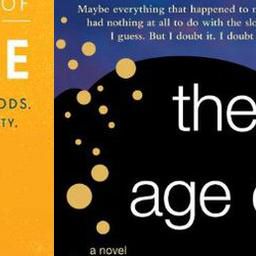 OF
E
ODS.
TY.
Maybe everything that happened to
had nothing at all to do with the
I guess. But I doubt it. I doubt
the
age
a novel